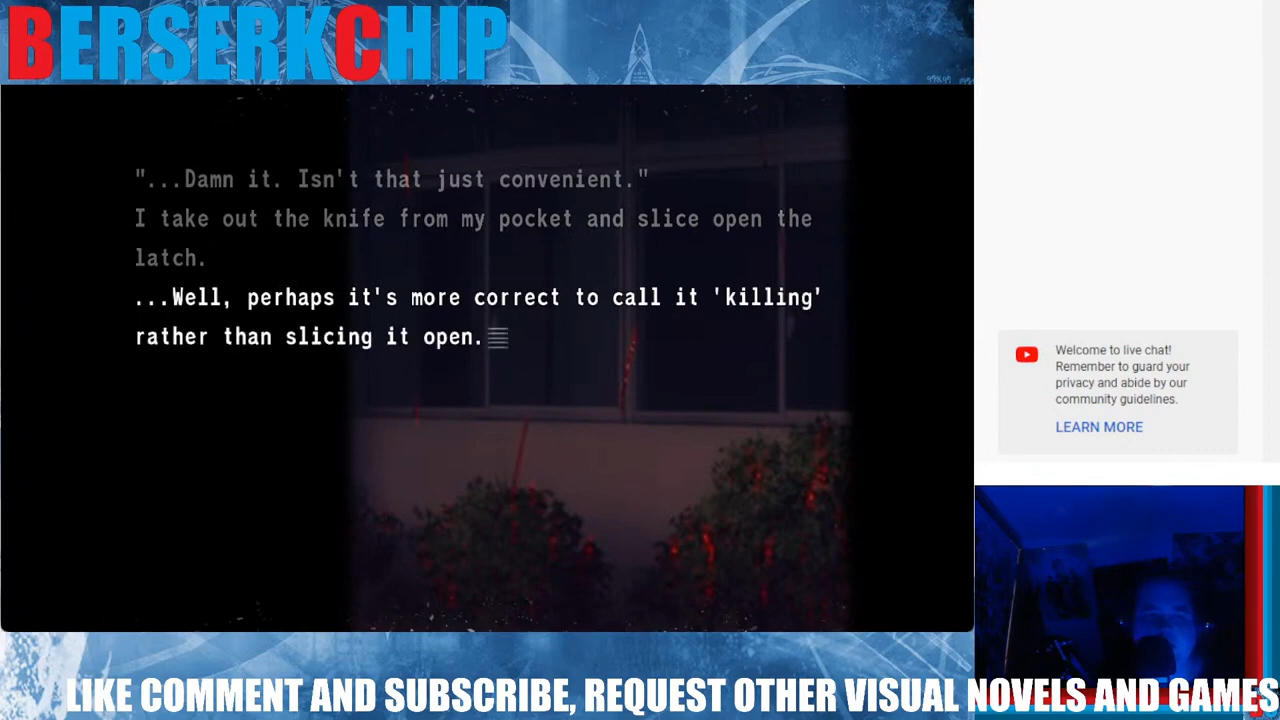 BERSERKCHIP
"...Damn it. Isn't that just convenient."
I take out the knife from my pocket and slice open the
latch.
...Well, perhaps it's more correct to call it 'killing'
rather than slicing it open.
Welcome to live chat!
Remember to guard your
privacy and abide by our
community guidelines.
LEARN MORE
LIKE COMMENT AND SUBSCRIBE, REQUEST OTHER VISUAL NOVELS AND GAMES